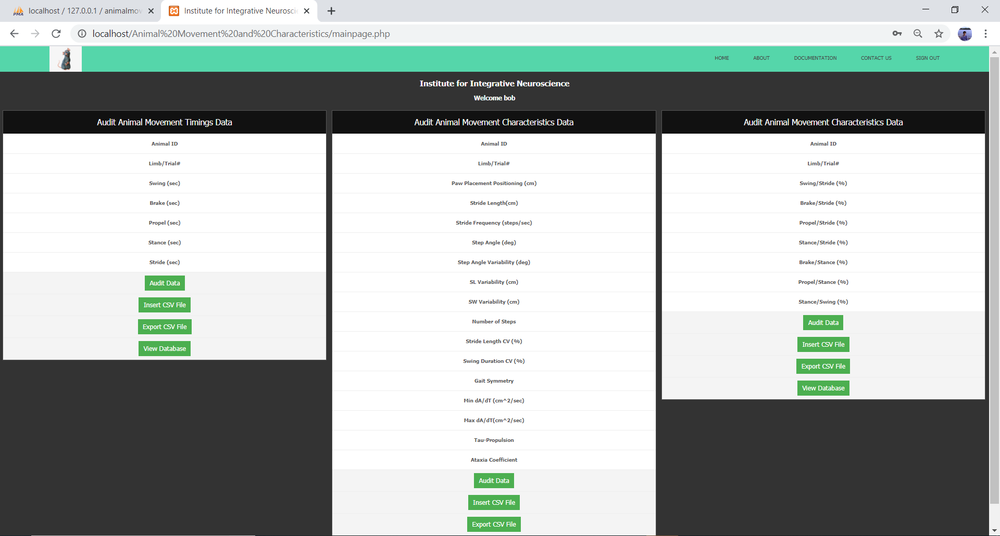 localhost / 127.0.0.1 / animalmov
Institute for Integrative Neurosci
localhost/Animal%20Movement%20and%20Characteristics/mainpage.php
HOME ABOUT DOCUMENTATION CONTACT US SIGN OUT
Institute for Integrative Neuroscience
Welcome bob
Audit Animal Movement Timings Data
Animal ID
Limb/Trial#
Swing (sec)
Brake (sec)
Propel (sec)
Stance (sec)
Stride (sec)
Audit Data
Insert CSV File
Export CSV File
View Database
Audit Animal Movement Characteristics Data
Animal ID
Limb/Trial#
Paw Placement Positioning (cm)
Stride Length(cm)
Stride Frequency (steps/sec)
Step Angle (deg)
Step Angle Variability (deg)
SL Variability (cm)
SW Variability (cm)
Number of Steps
Stride Length CV (%)
Swing Duration CV (%)
Gait Symmetry
Min dA/dT (cm^2/sec)
Max dA/dT(cm^2/sec)
Tau-Propulsion
Ataxia Coefficient
Audit Data
Insert CSV File
Export CSV File
Audit Animal Movement Characteristics Data
Animal ID
Limb/Trial#
Swing/Stride (%)
Brake/Stride (%)
Propel/Stride (%)
Stance/Stride (%)
Brake/Stance (%)
Propel/Stance (%)
Stance/Swing (%)
Audit Data
Insert CSV File
Export CSV File
View Database